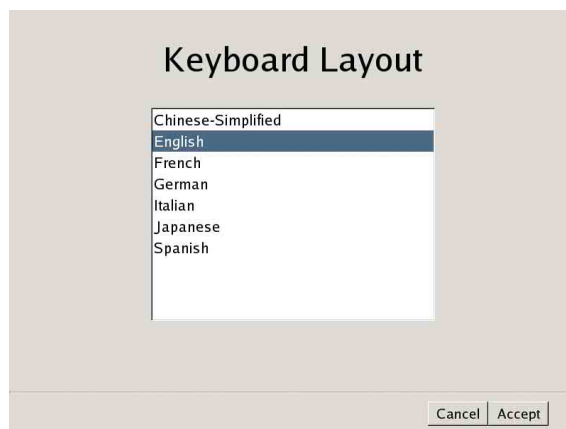 Keyboard Layout
Chinese-Simplified
English
French
German
Italian
Japanese
Spanish
Cancel Accept